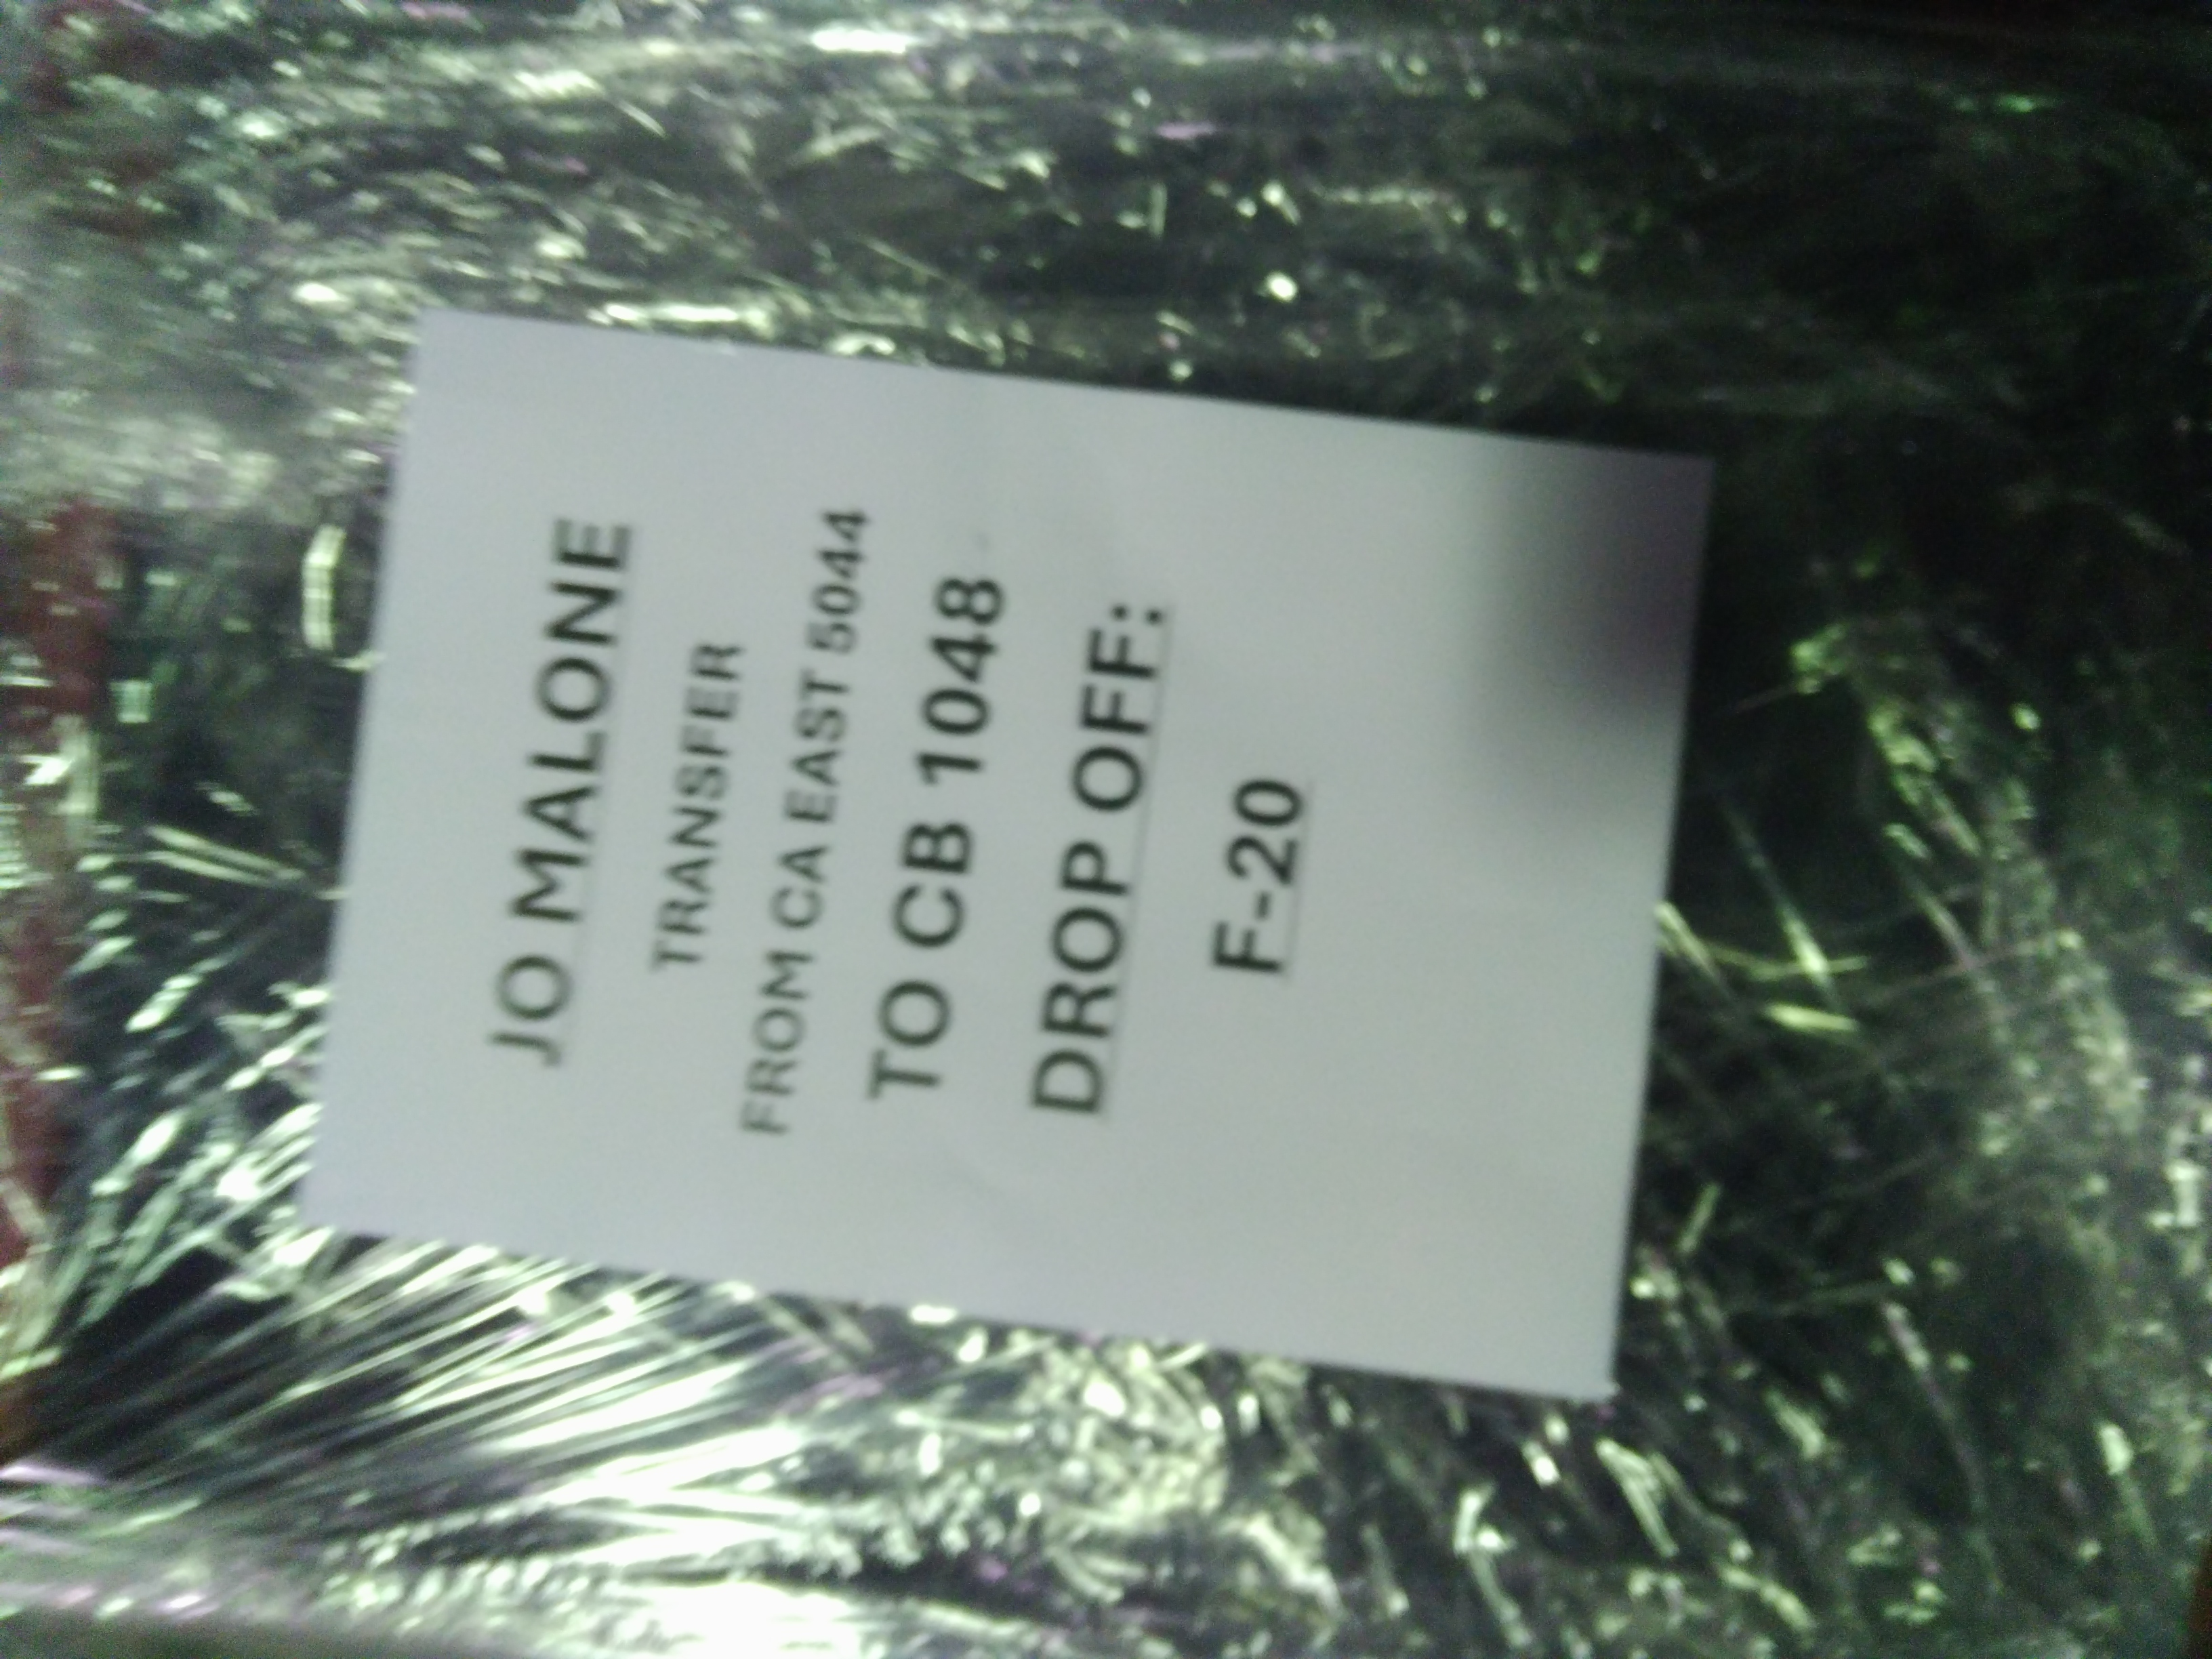 JO MALONE
TRANSFER
FROM CA EAST 5044
TO CB 1048
DROP OFF:
F-20